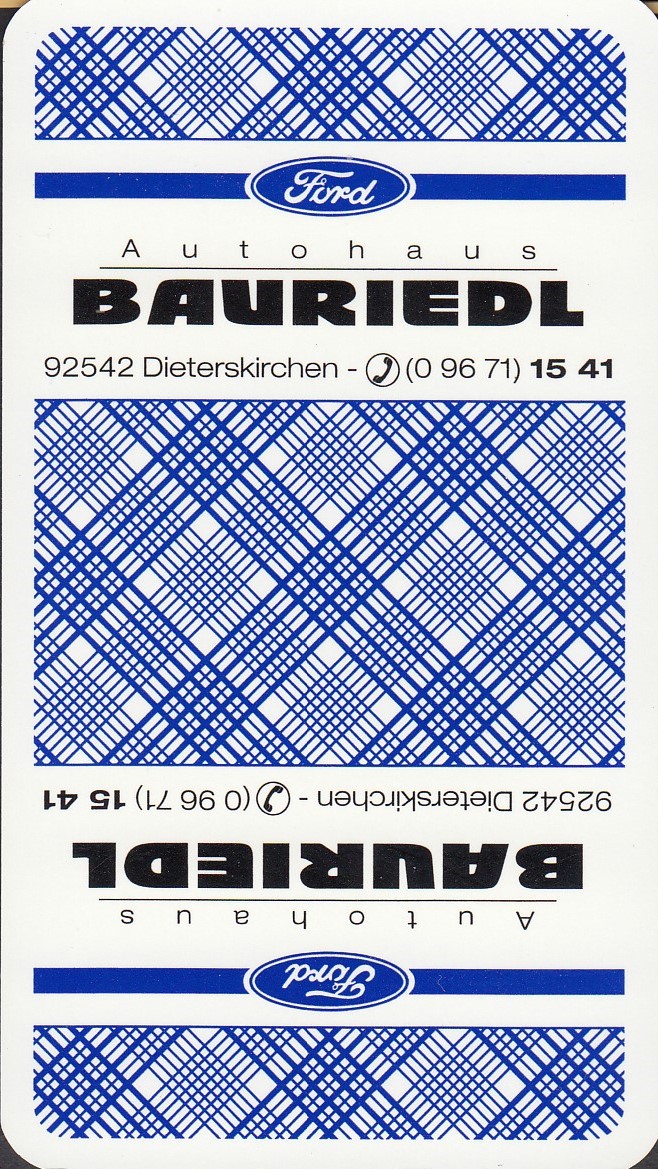 Ford
Autohaus
BAURIEDL
92542 Dieterskirchen - (0 96 71) 15 41
92542 Dieterskirchen - (0 96 71) 15 41
BAURIEDL
Autohaus
Ford